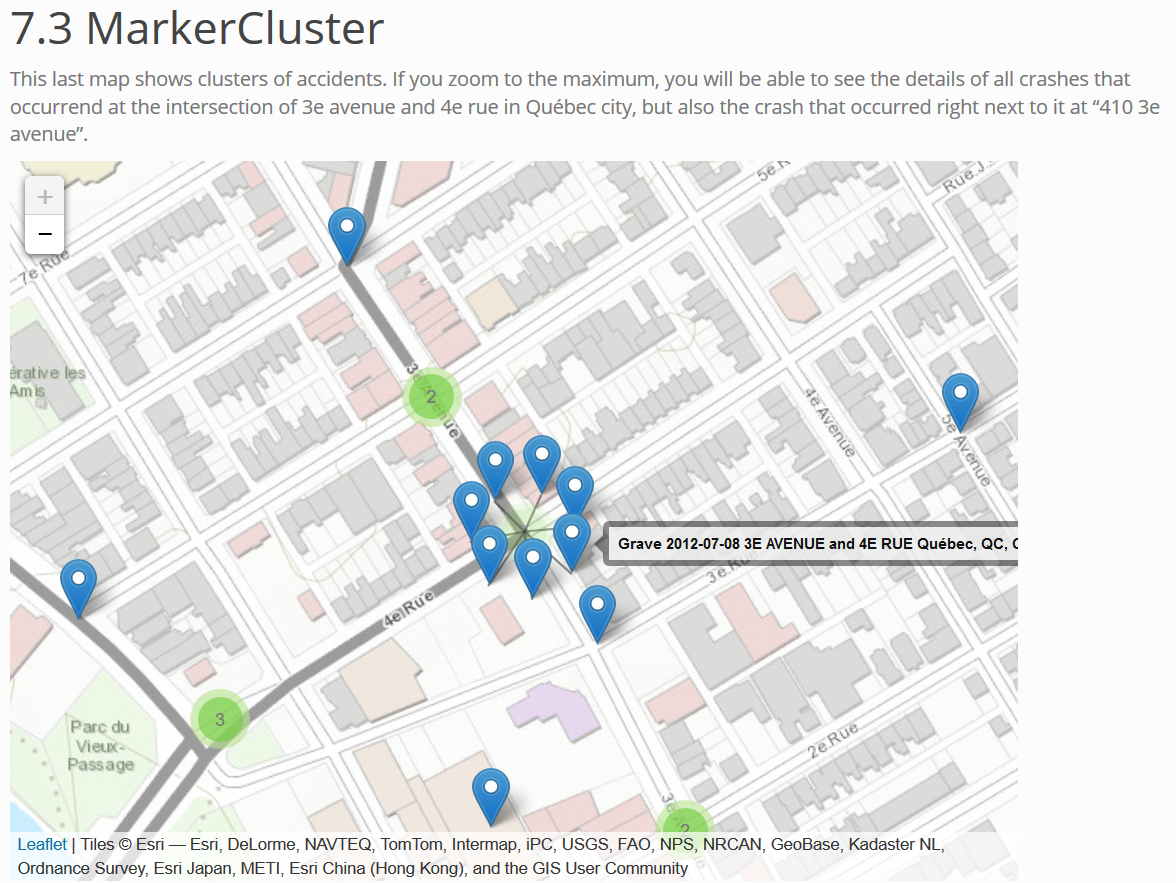 7.3 MarkerCluster
This last map shows clusters of accidents. If you zoom to the maximum, you will be able to see the details of all crashes that
occurrend at the intersection of 3e avenue and 4e rue in Québec city, but also the crash that occurred right next to it at “410 3e
avenue”.
+
−
5e R
Rue J
7e Rue
érative les
Amis
2
4e Avenue
5e Avenue
Grave 2012-07-08 3E AVENUE and 4E RUE Québec, QC, C
3e Rue
4e Rue
3
Parc du
Vieux-
Passage
2e Rue
2
Leaflet | Tiles © Esri — Esri, DeLorme, NAVTEQ, TomTom, Intermap, iPC, USGS, FAO, NPS, NRCAN, GeoBase, Kadaster NL,
Ordnance Survey, Esri Japan, METI, Esri China (Hong Kong), and the GIS User Community